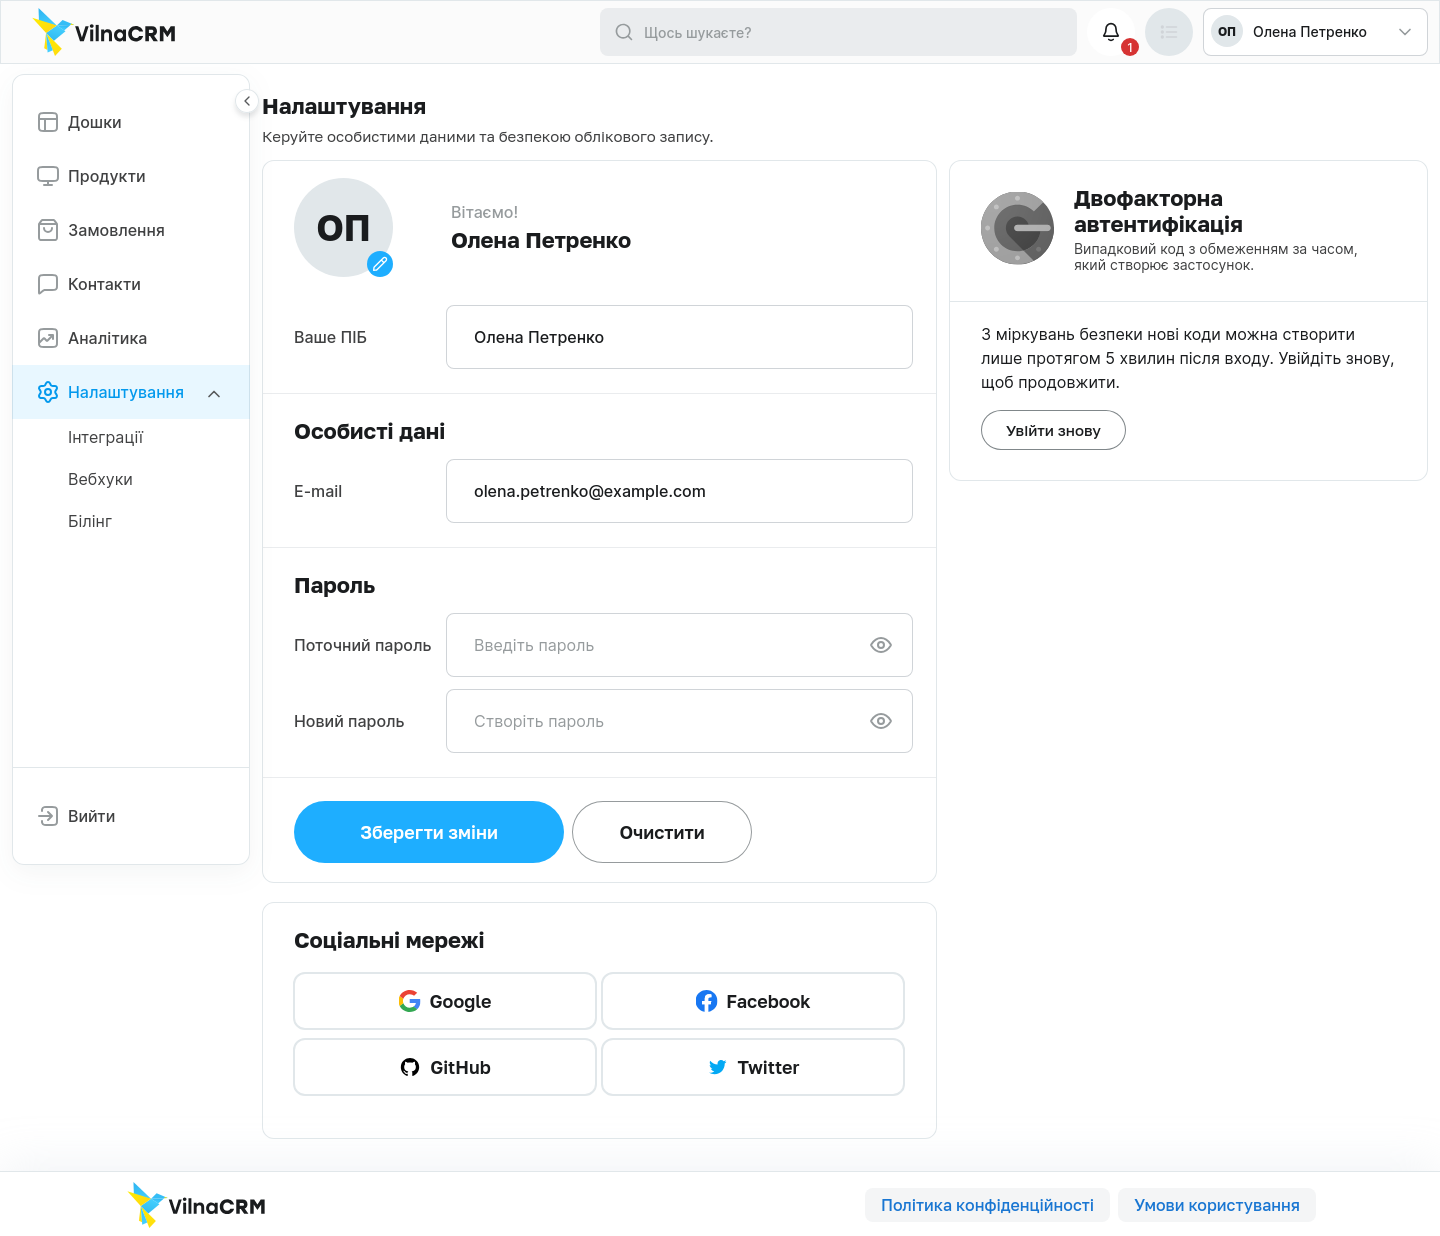 VilnaCRM
Щось шукаєте?
1
ОП
Олена Петренко
Дошки
Продукти
Замовлення
Контакти
Аналітика
Налаштування
Інтеграції
Вебхуки
Білінг
Вийти
Налаштування
Керуйте особистими даними та безпекою облікового запису.
ОП
Вітаємо!
Олена Петренко
Ваше ПІБ
Олена Петренко
Особисті дані
E-mail
olena.petrenko@example.com
Пароль
Поточний пароль
Введіть пароль
Новий пароль
Створіть пароль
Зберегти зміни
Очистити
Соціальні мережі
Google
Facebook
GitHub
Twitter
Двофакторна
автентифікація
Випадковий код з обмеженням за часом,
який створює застосунок.
З міркувань безпеки нові коди можна створити
лише протягом 5 хвилин після входу. Увійдіть знову,
щоб продовжити.
Увійти знову
VilnaCRM
Політика конфіденційності
Умови користування